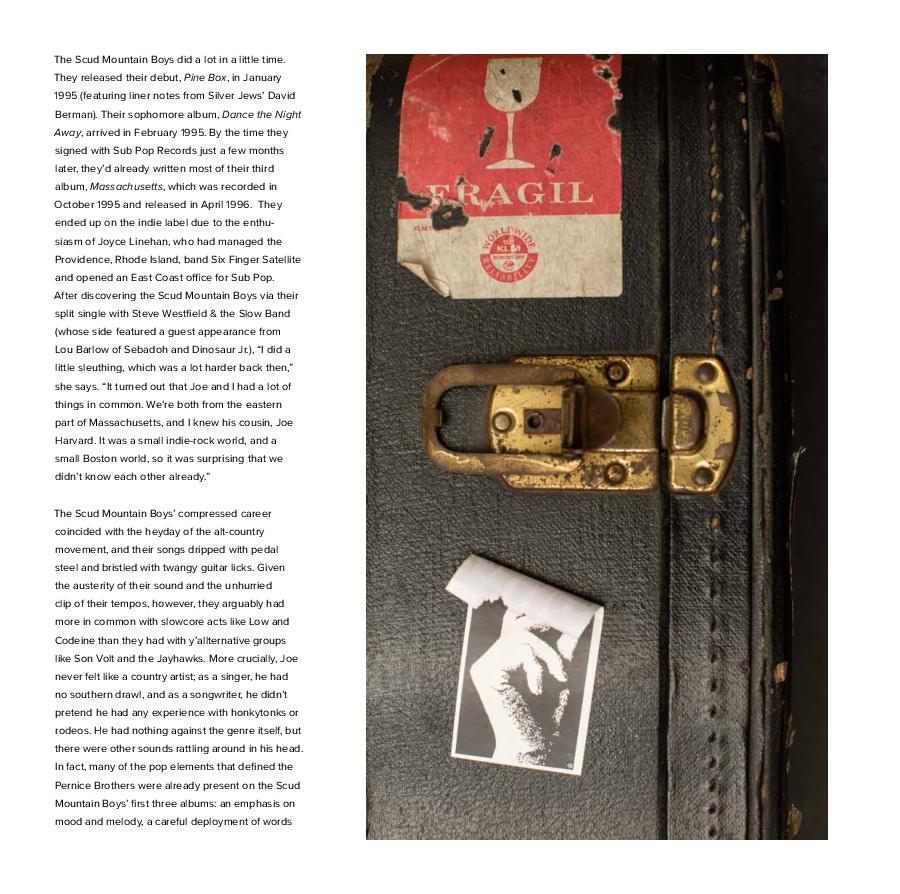 The Scud Mountain Boys did a lot in a little time.
They released their debut, Pine Box, in January
1995 (featuring liner notes from Silver Jews’ David
Berman). Their sophomore album, Dance the Night
Away, arrived in February 1995. By the time they
signed with Sub Pop Records just a few months
later, they’d already written most of their third
album, Massachusetts, which was recorded in
October 1995 and released in April 1996.  They
ended up on the indie label due to the enthu-
siasm of Joyce Linehan, who had managed the
Providence, Rhode Island, band Six Finger Satellite
and opened an East Coast office for Sub Pop.
After discovering the Scud Mountain Boys via their
split single with Steve Westfield & the Slow Band
(whose side featured a guest appearance from
Lou Barlow of Sebadoh and Dinosaur Jr.), “I did a
little sleuthing, which was a lot harder back then,”
she says. “It turned out that Joe and I had a lot of
things in common. We’re both from the eastern
part of Massachusetts, and I knew his cousin, Joe
Harvard. It was a small indie-rock world, and a
small Boston world, so it was surprising that we
didn’t know each other already.”
The Scud Mountain Boys’ compressed career
coincided with the heyday of the alt-country
movement, and their songs dripped with pedal
steel and bristled with twangy guitar licks. Given
the austerity of their sound and the unhurried
clip of their tempos, however, they arguably had
more in common with slowcore acts like Low and
Codeine than they had with y’allternative groups
like Son Volt and the Jayhawks. More crucially, Joe
never felt like a country artist; as a singer, he had
no southern drawl, and as a songwriter, he didn’t
pretend he had any experience with honkytonks or
rodeos. He had nothing against the genre itself, but
there were other sounds rattling around in his head.
In fact, many of the pop elements that defined the
Pernice Brothers were already present on the Scud
Mountain Boys’ first three albums: an emphasis on
mood and melody, a careful deployment of words
FRAGIL
WORLDWIDE
KLM
RELIABILITY